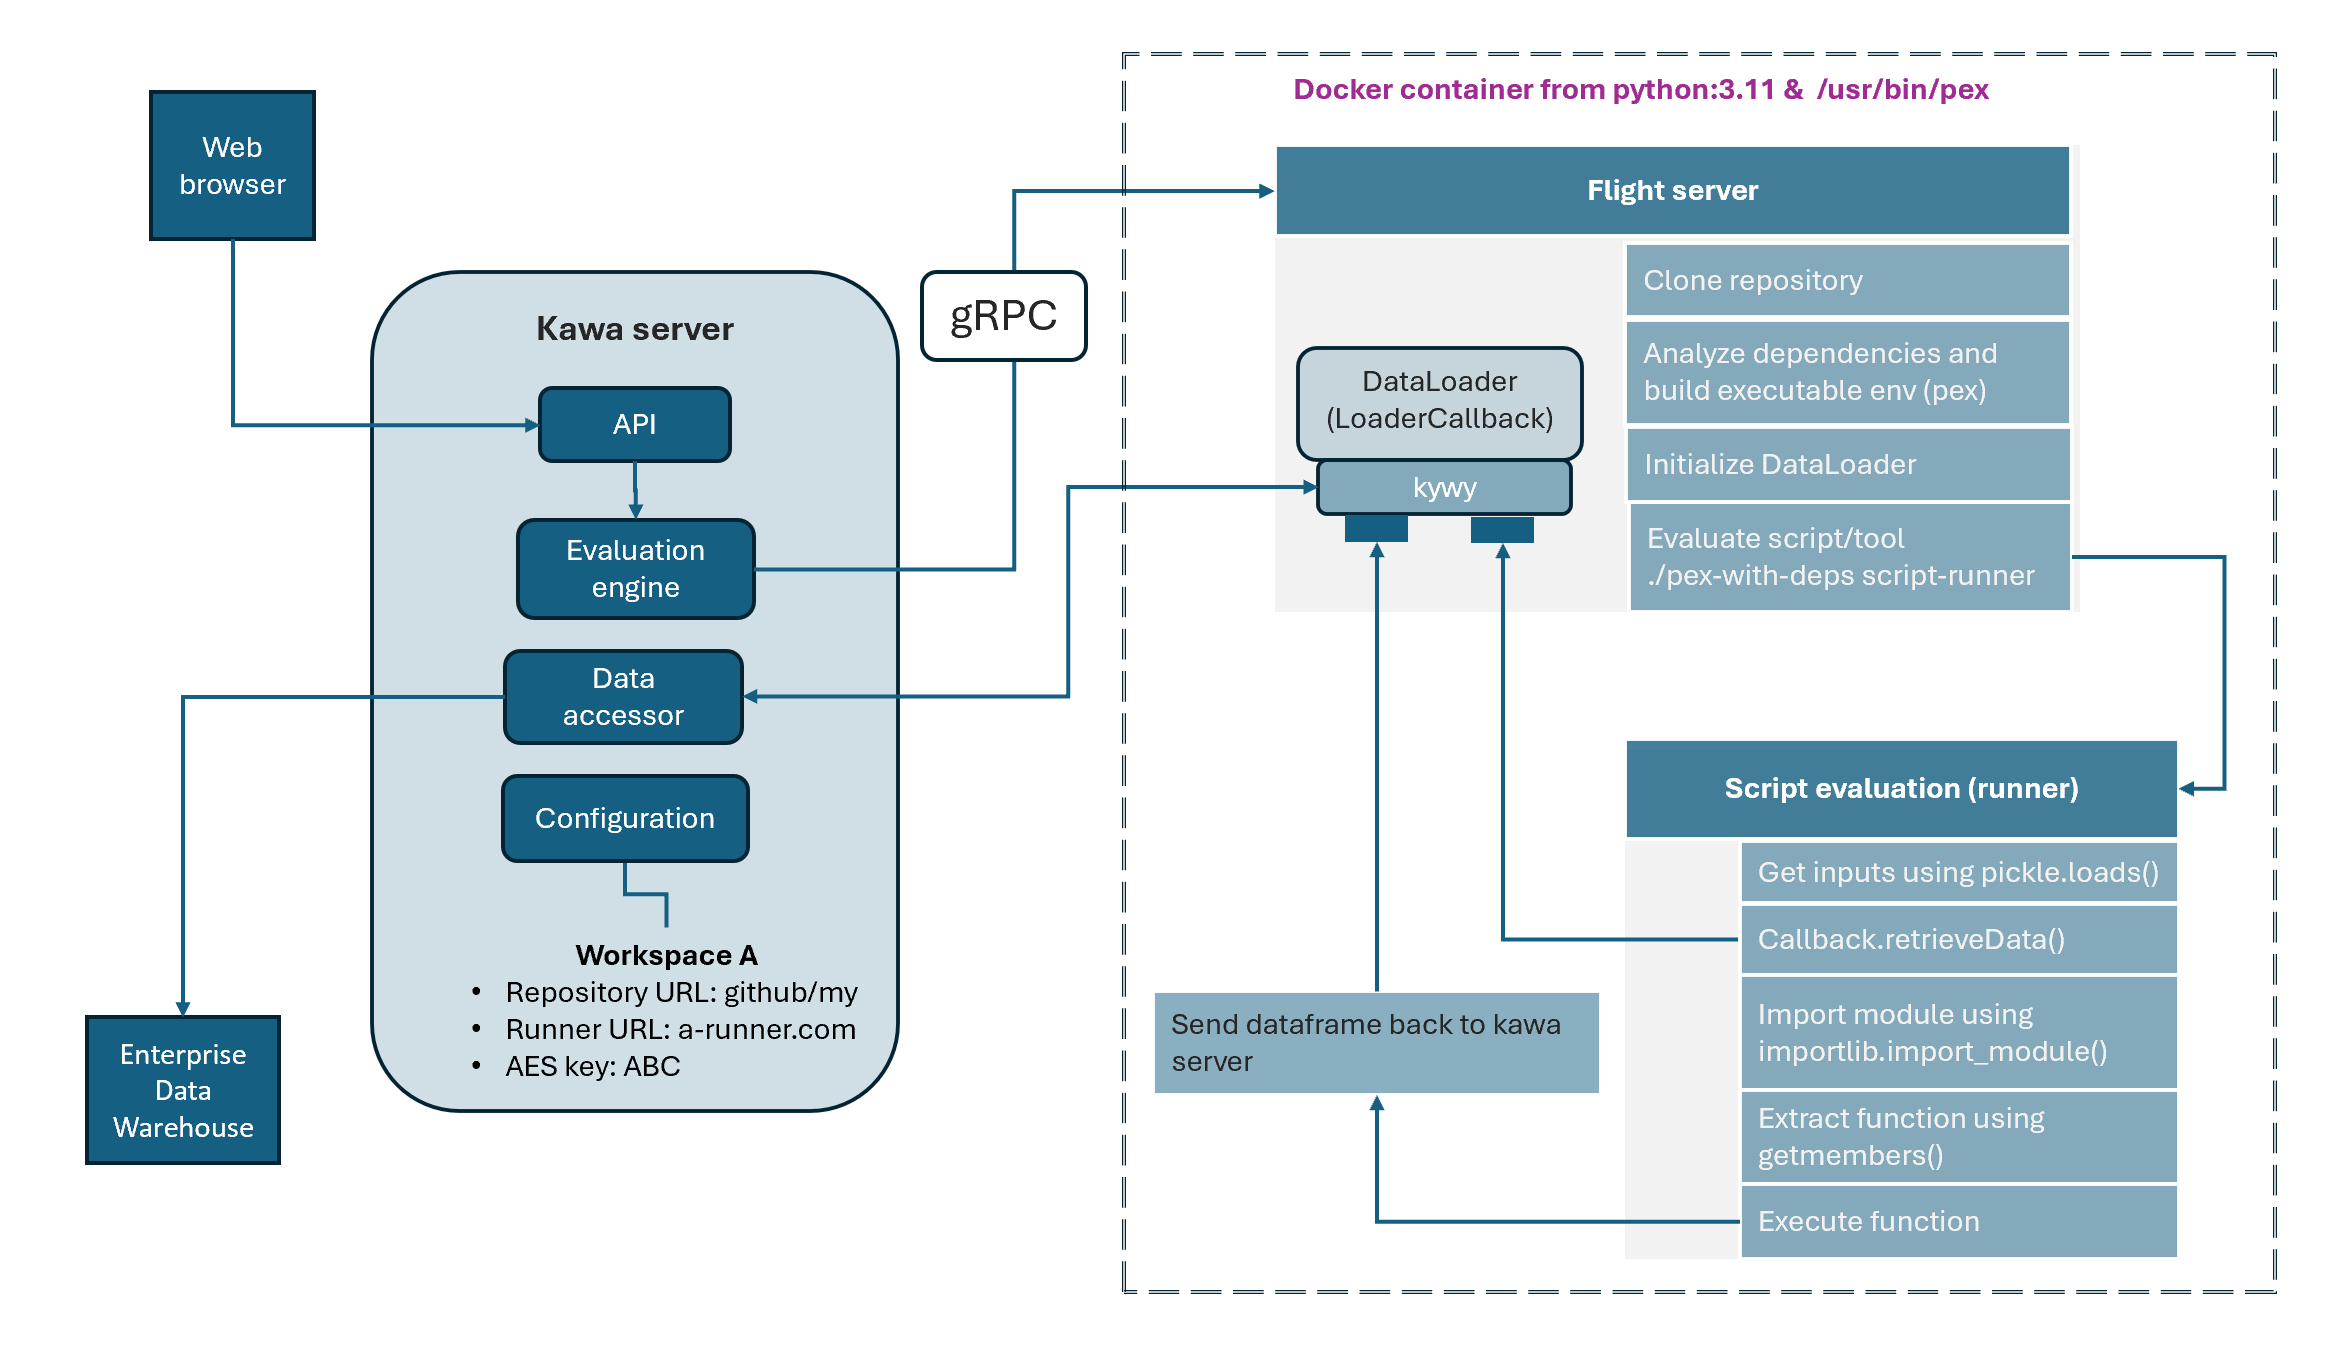 Docker container from python:3.11 & /usr/bin/pex
Web
browser
Kawa server
API
Evaluation
engine
Data
accessor
Configuration
Workspace A
• Repository URL: github/my
• Runner URL: a-runner.com
• AES key: ABC
Enterprise
Data
Warehouse
gRPC
Flight server
Clone repository
Analyze dependencies and
build executable env (pex)
Initialize DataLoader
Evaluate script/tool
./pex-with-deps script-runner
DataLoader
(LoaderCallback)
kywy
Script evaluation (runner)
Get inputs using pickle.loads()
Callback.retrieveData()
Import module using
importlib.import_module()
Extract function using
getmembers()
Execute function
Send dataframe back to kawa
server